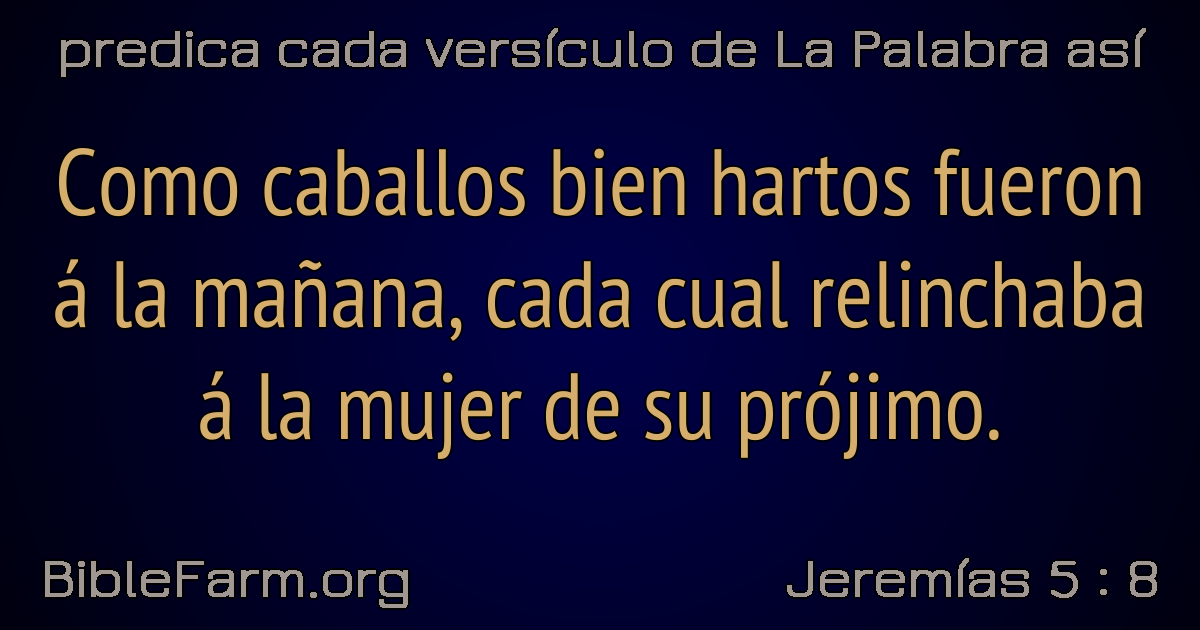 predica cada versículo de La Palabra así
Como caballos bien hartos fueron
á la mañana, cada cual relinchaba
á la mujer de su prójimo.
BibleFarm.org
Jeremías 5 : 8